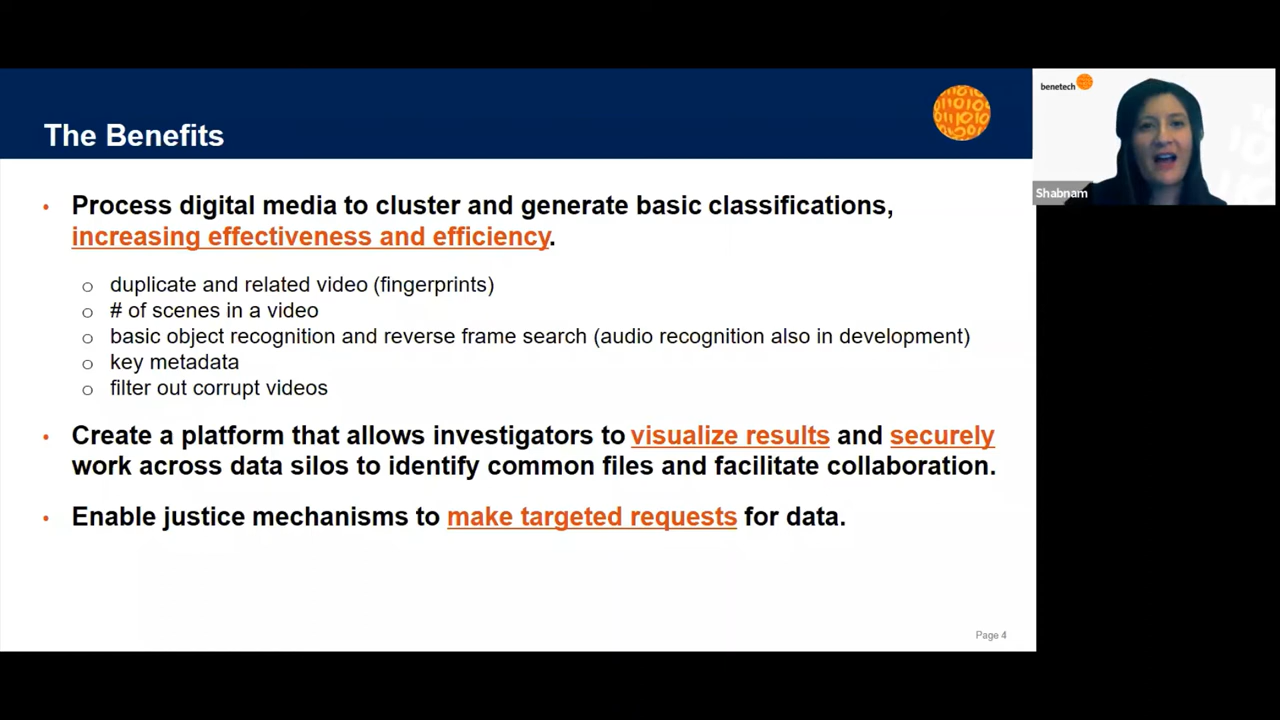 The Benefits
benetech
Shabnam
• Process digital media to cluster and generate basic classifications,
increasing effectiveness and efficiency.
o duplicate and related video (fingerprints)
o # of scenes in a video
o basic object recognition and reverse frame search (audio recognition also in development)
o key metadata
o filter out corrupt videos
• Create a platform that allows investigators to visualize results and securely
work across data silos to identify common files and facilitate collaboration.
• Enable justice mechanisms to make targeted requests for data.
Page 4